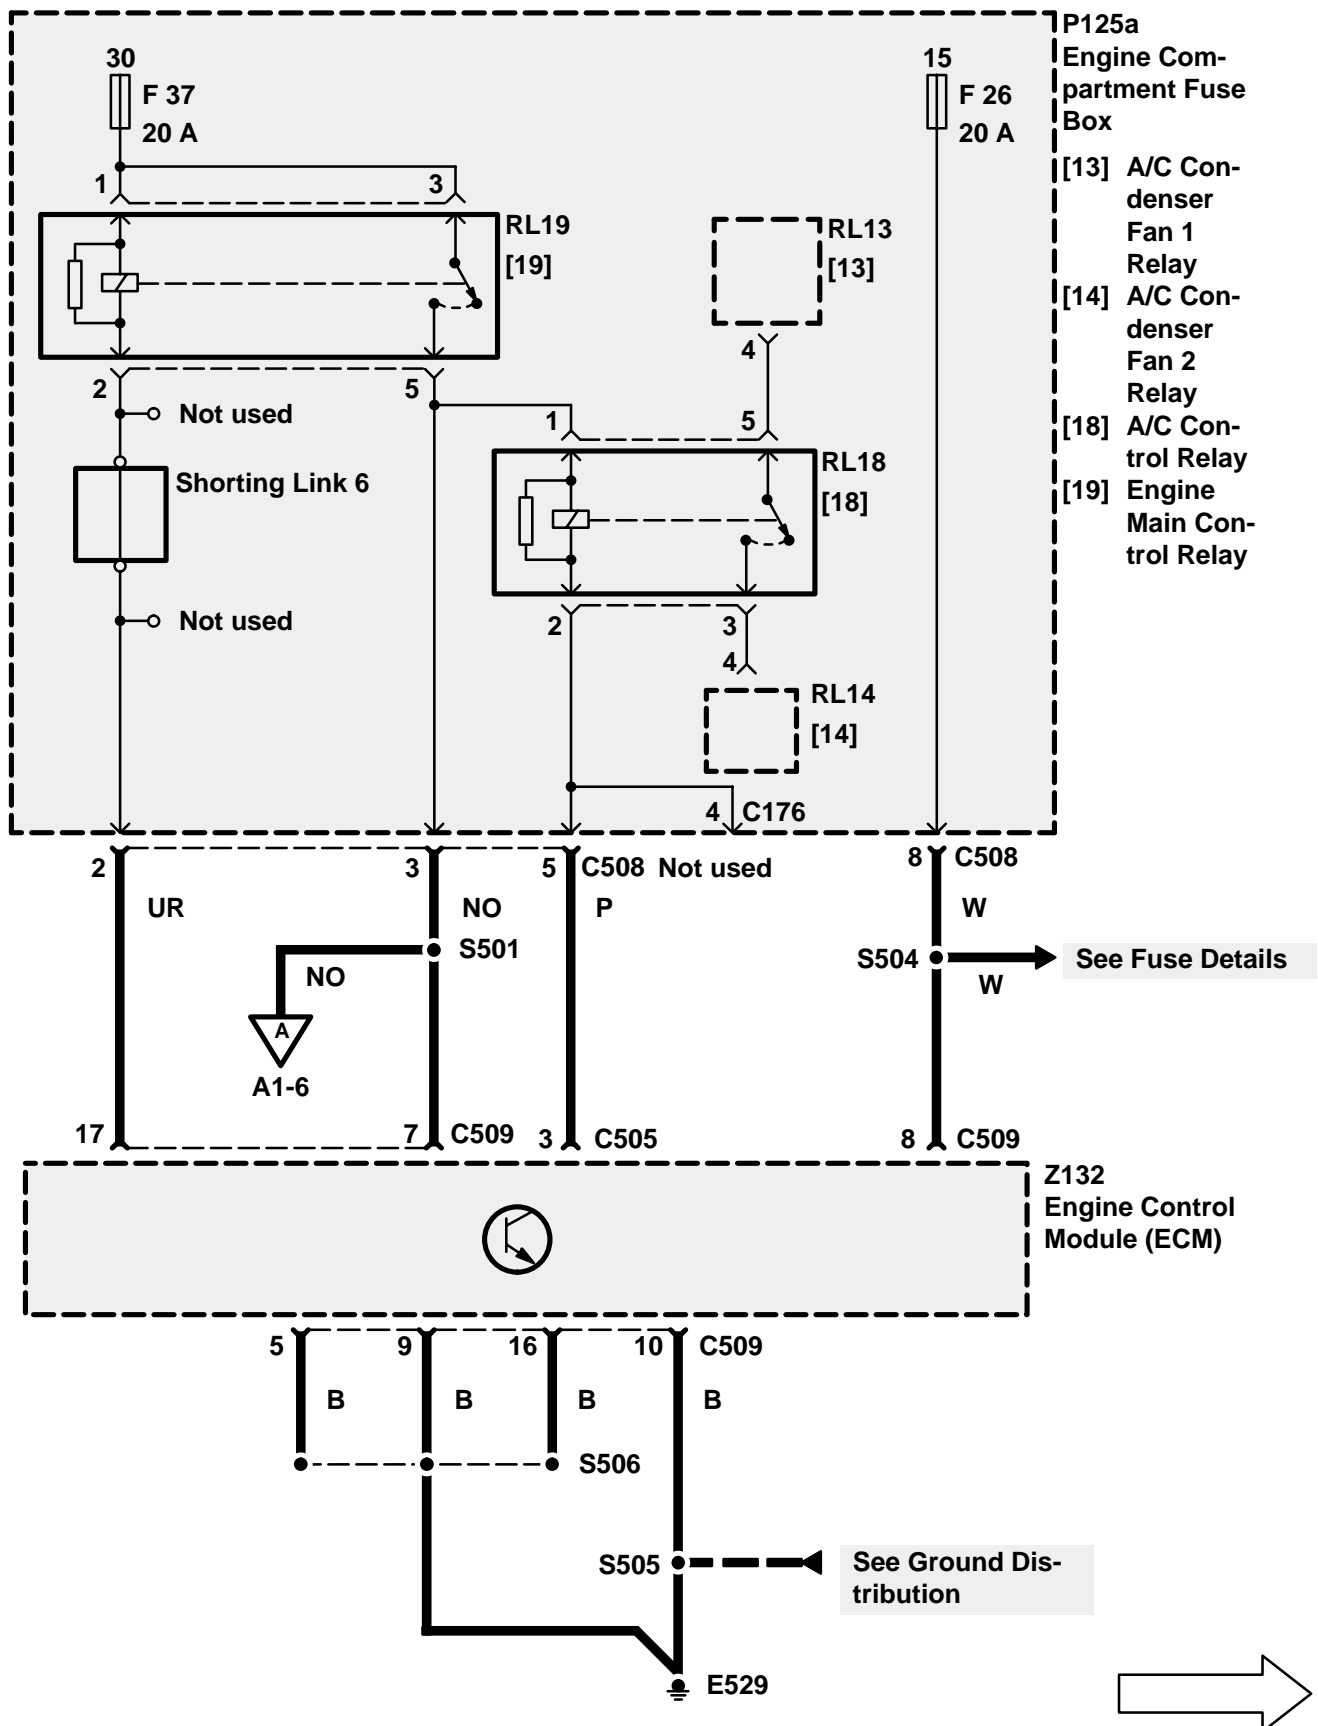 P125a
Engine Com-
partment Fuse
Box
[13] A/C Con-
denser
Fan 1
Relay
[14] A/C Con-
denser
Fan 2
Relay
[18] A/C Con-
trol Relay
[19] Engine
Main Con-
trol Relay
30
F 37
20 A
15
F 26
20 A
1
3
RL19
[19]
RL13
[13]
4
2
5
Not used
1
5
Shorting Link 6
RL18
[18]
Not used
2
3
4
RL14
[14]
4 C176
2
3
5 C508 Not used
8 C508
UR
NO
P
W
S501
NO
A
A1-6
S504
W
See Fuse Details
17
7 C509
3 C505
8 C509
Z132
Engine Control
Module (ECM)
5
9
16
10 C509
B
B
B
B
S506
S505
See Ground Dis-
tribution
E529